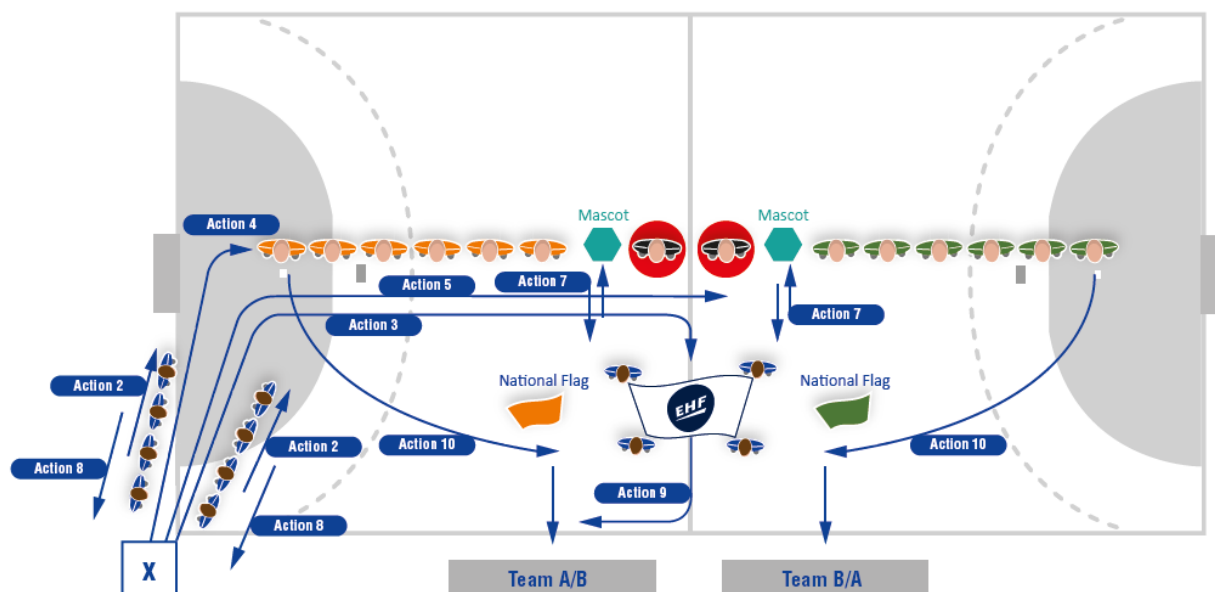 Mascot
Mascot
Action 4
Action 5
Action 7
Action 3
Action 7
Action 2
National Flag
National Flag
EHF
Action 2
Action 10
Action 10
Action 8
Action 9
Action 8
X
Team A/B
Team B/A